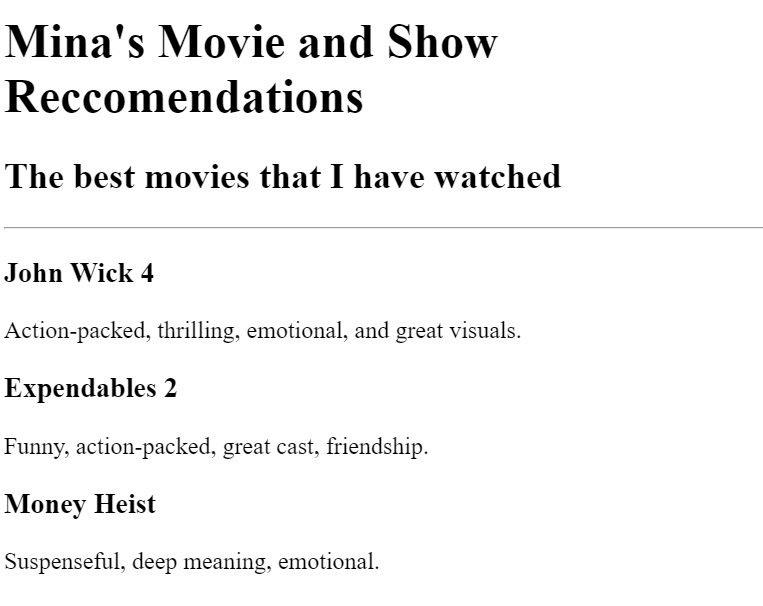 Mina's Movie and Show
Reccomendations
The best movies that I have watched
John Wick 4
Action-packed, thrilling, emotional, and great visuals.
Expendables 2
Funny, action-packed, great cast, friendship.
Money Heist
Suspenseful, deep meaning, emotional.